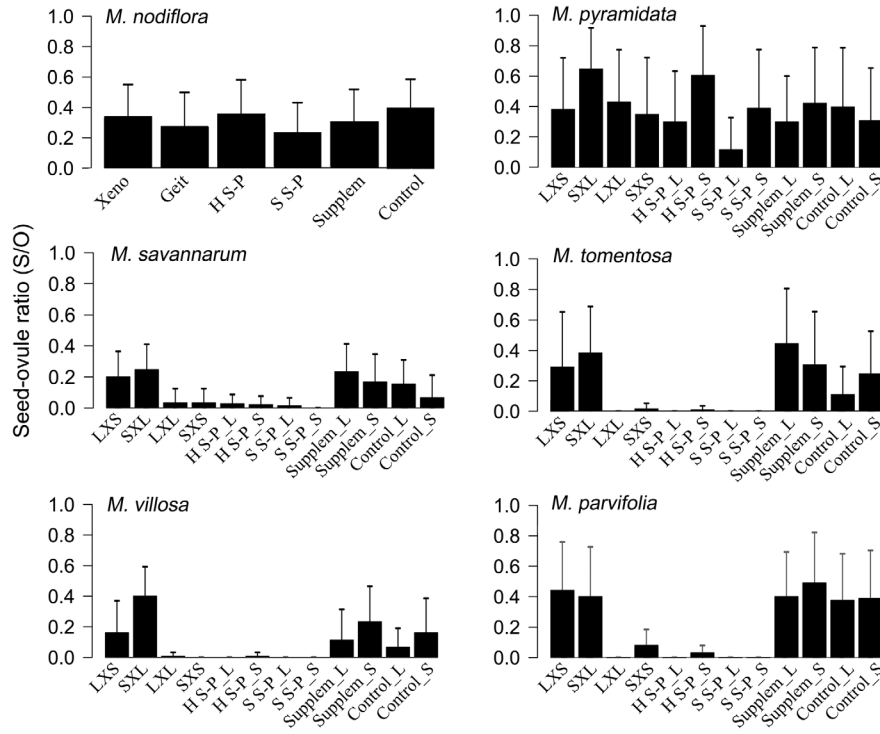 Seed-ovule ratio (S/O)
M. nodiflora
1.0
0.8
0.6
0.4
0.2
0.0
Xeno
Geit
H S-P
S S-P
Supplem
Control
M. pyramidata
1.0
0.8
0.6
0.4
0.2
0.0
LXS
SXL
LXL
SXS
H S-P_L
H S-P_S
S S-P_L
S S-P_S
Supplem_L
Supplem_S
Control_L
Control_S
M. savannarum
1.0
0.8
0.6
0.4
0.2
0.0
LXS
SXL
LXL
SXS
H S-P_L
H S-P_S
S S-P_L
S S-P_S
Supplem_L
Supplem_S
Control_L
Control_S
M. tomentosa
1.0
0.8
0.6
0.4
0.2
0.0
LXS
SXL
LXL
SXS
H S-P_L
H S-P_S
S S-P_L
S S-P_S
Supplem_L
Supplem_S
Control_L
Control_S
M. villosa
1.0
0.8
0.6
0.4
0.2
0.0
LXS
SXL
LXL
SXS
H S-P_L
H S-P_S
S S-P_L
S S-P_S
Supplem_L
Supplem_S
Control_L
Control_S
M. parvifolia
1.0
0.8
0.6
0.4
0.2
0.0
LXS
SXL
LXL
SXS
H S-P_L
H S-P_S
S S-P_L
S S-P_S
Supplem_L
Supplem_S
Control_L
Control_S